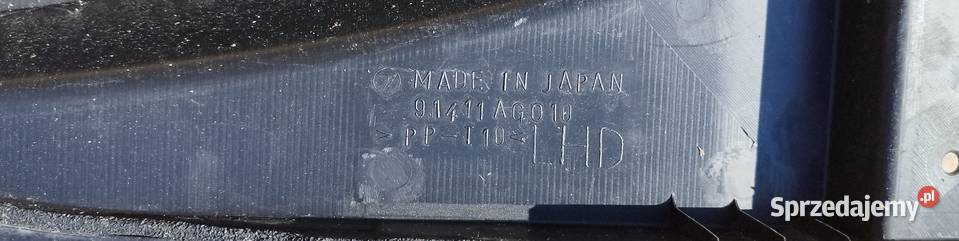 MADE IN JAPAN
91411AG010
>PP-T10<
LHD
Sprzedajemy.pl